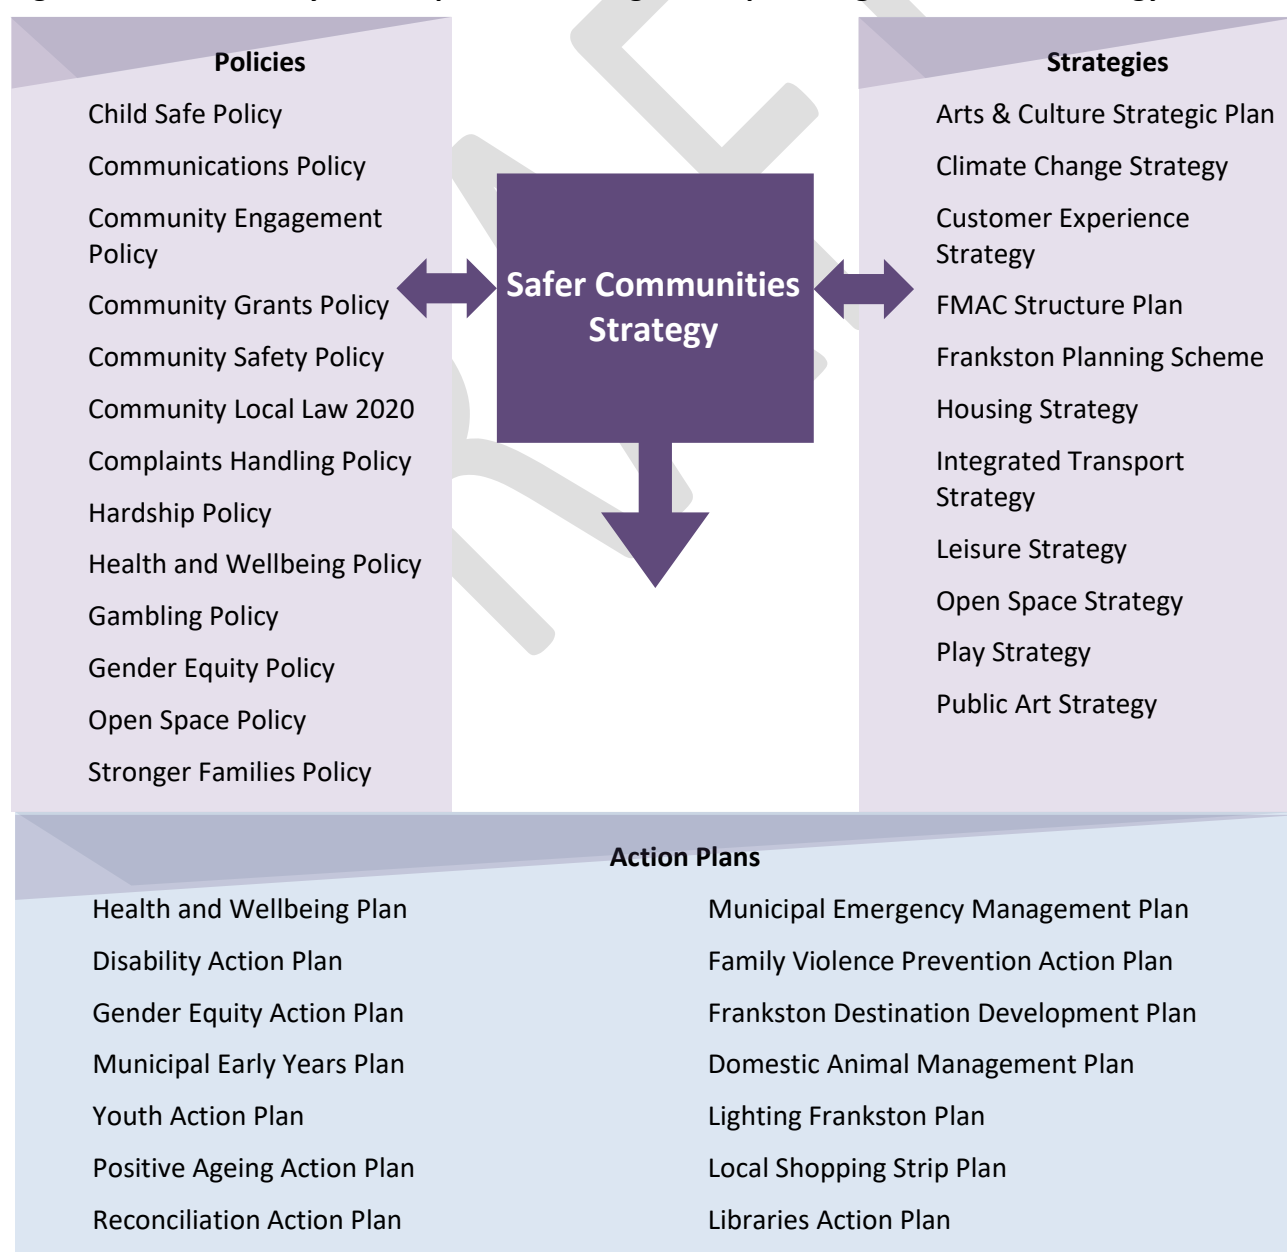 Policies
Child Safe Policy
Communications Policy
Community Engagement
Policy
Community Grants Policy
Community Safety Policy
Community Local Law 2020
Complaints Handling Policy
Hardship Policy
Health and Wellbeing Policy
Gambling Policy
Gender Equity Policy
Open Space Policy
Stronger Families Policy
Safer Communities
Strategy
Strategies
Arts & Culture Strategic Plan
Climate Change Strategy
Customer Experience
Strategy
FMAC Structure Plan
Frankston Planning Scheme
Housing Strategy
Integrated Transport
Strategy
Leisure Strategy
Open Space Strategy
Play Strategy
Public Art Strategy
Action Plans
Health and Wellbeing Plan
Disability Action Plan
Gender Equity Action Plan
Municipal Early Years Plan
Youth Action Plan
Positive Ageing Action Plan
Reconciliation Action Plan
Municipal Emergency Management Plan
Family Violence Prevention Action Plan
Frankston Destination Development Plan
Domestic Animal Management Plan
Lighting Frankston Plan
Local Shopping Strip Plan
Libraries Action Plan